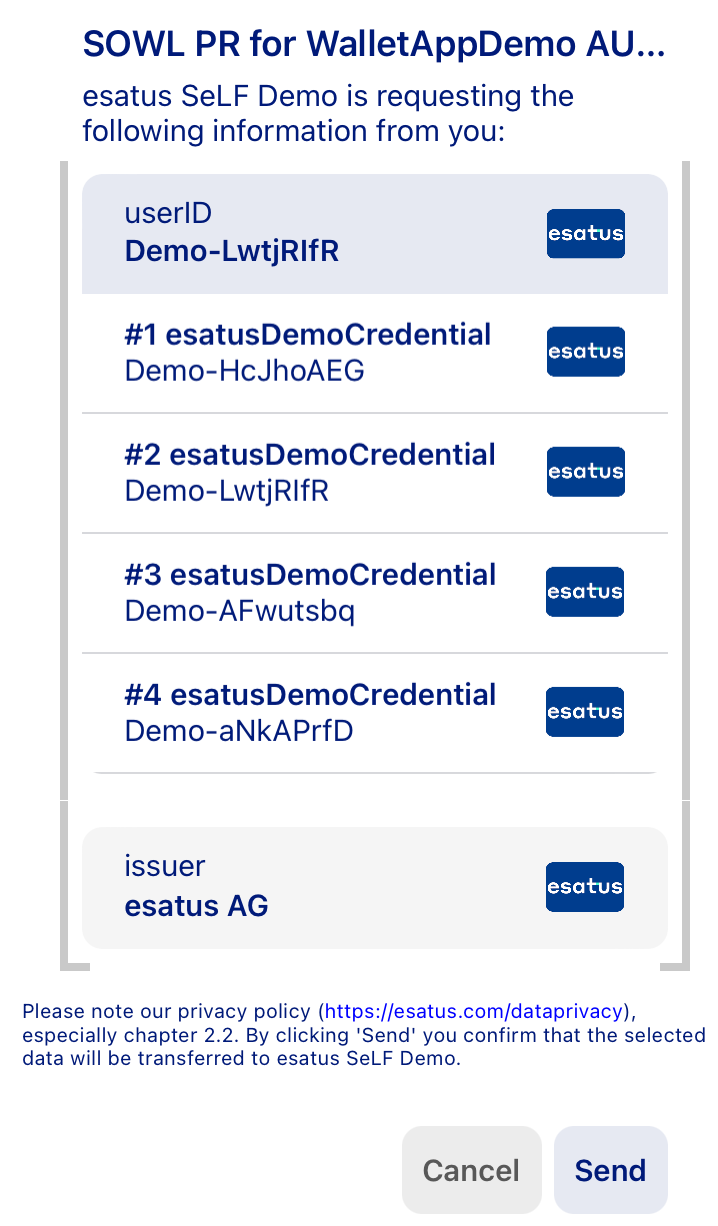 SOWL PR for WalletAppDemo AU...
esatus SeLF Demo is requesting the
following information from you:
userID
Demo-LwtjRIfR
esatus
#1 esatusDemoCredential
Demo-HcJhoAEG
esatus
#2 esatusDemoCredential
Demo-LwtjRIfR
esatus
#3 esatusDemoCredential
Demo-AFwutsbq
esatus
#4 esatusDemoCredential
Demo-aNkAPrfD
esatus
issuer
esatus AG
esatus
Please note our privacy policy (https://esatus.com/dataprivacy),
especially chapter 2.2. By clicking 'Send' you confirm that the selected
data will be transferred to esatus SeLF Demo.
Cancel
Send